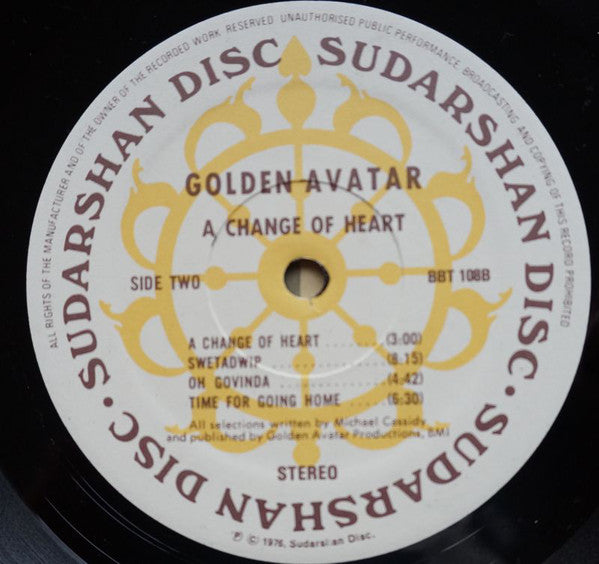 ALL RIGHTS OF THE MANUFACTURER AND OF THE OWNER OF THE RECORDED WORK RESERVED UNAUTHORISED PUBLIC PERFORMANCE, BROADCASTING AND COPYING OF THIS RECORD PROHIBITED
SUDARSHAN DISC · SUDARSHAN DISC · SUDARSHAN DISC ·
GOLDEN AVATAR
A CHANGE OF HEART
SIDE TWO
BBT 108B
A CHANGE OF HEART ........ (3:00)
SWETADWIP ................ (8:15)
OH GOVINDA ............... (4:42)
TIME FOR GOING HOME ..... (6:30)
All selections written by Michael Cassidy,
and published by Golden Avatar Productions, BMI
STEREO
℗ © 1976, Sudarshan Disc.